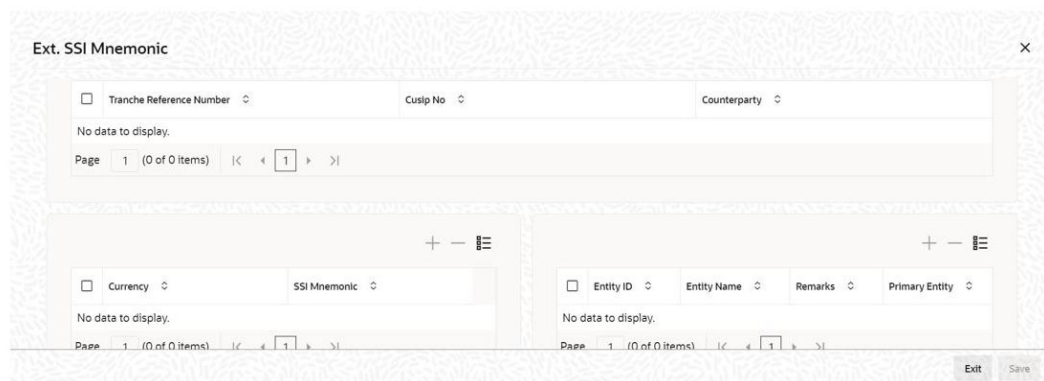 Ext. SSI Mnemonic
Tranche Reference Number Cusip No Counterparty
No data to display.
Page 1 (0 of 0 items) 1
Currency SSI Mnemonic
No data to display.
Page 1 (0 of 0 items) 1
Entity ID Entity Name Remarks Primary Entity
No data to display.
Page 1 (0 of 0 items) 1
Exit Save